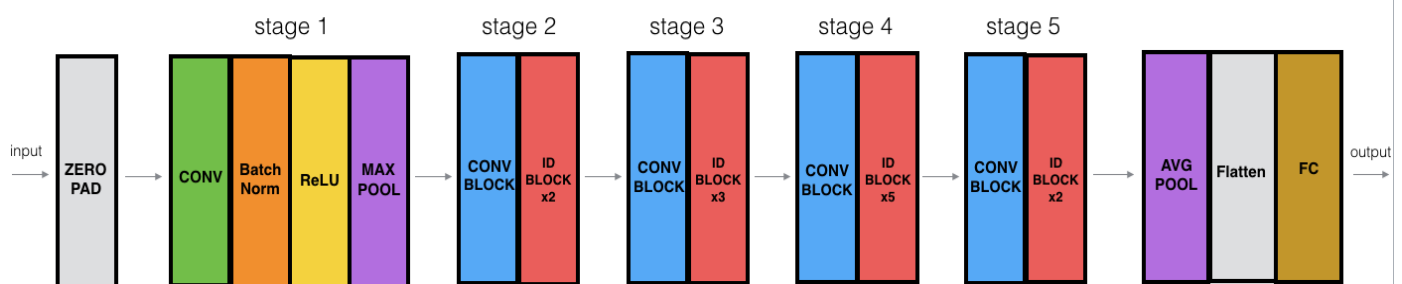 stage 1
stage 2
stage 3
stage 4
stage 5
input
ZERO
PAD
CONV
Batch
Norm
ReLU
MAX
POOL
CONV
BLOCK
ID
BLOCK
x2
CONV
BLOCK
ID
BLOCK
x3
CONV
BLOCK
ID
BLOCK
x5
CONV
BLOCK
ID
BLOCK
x2
AVG
POOL
Flatten
FC
output